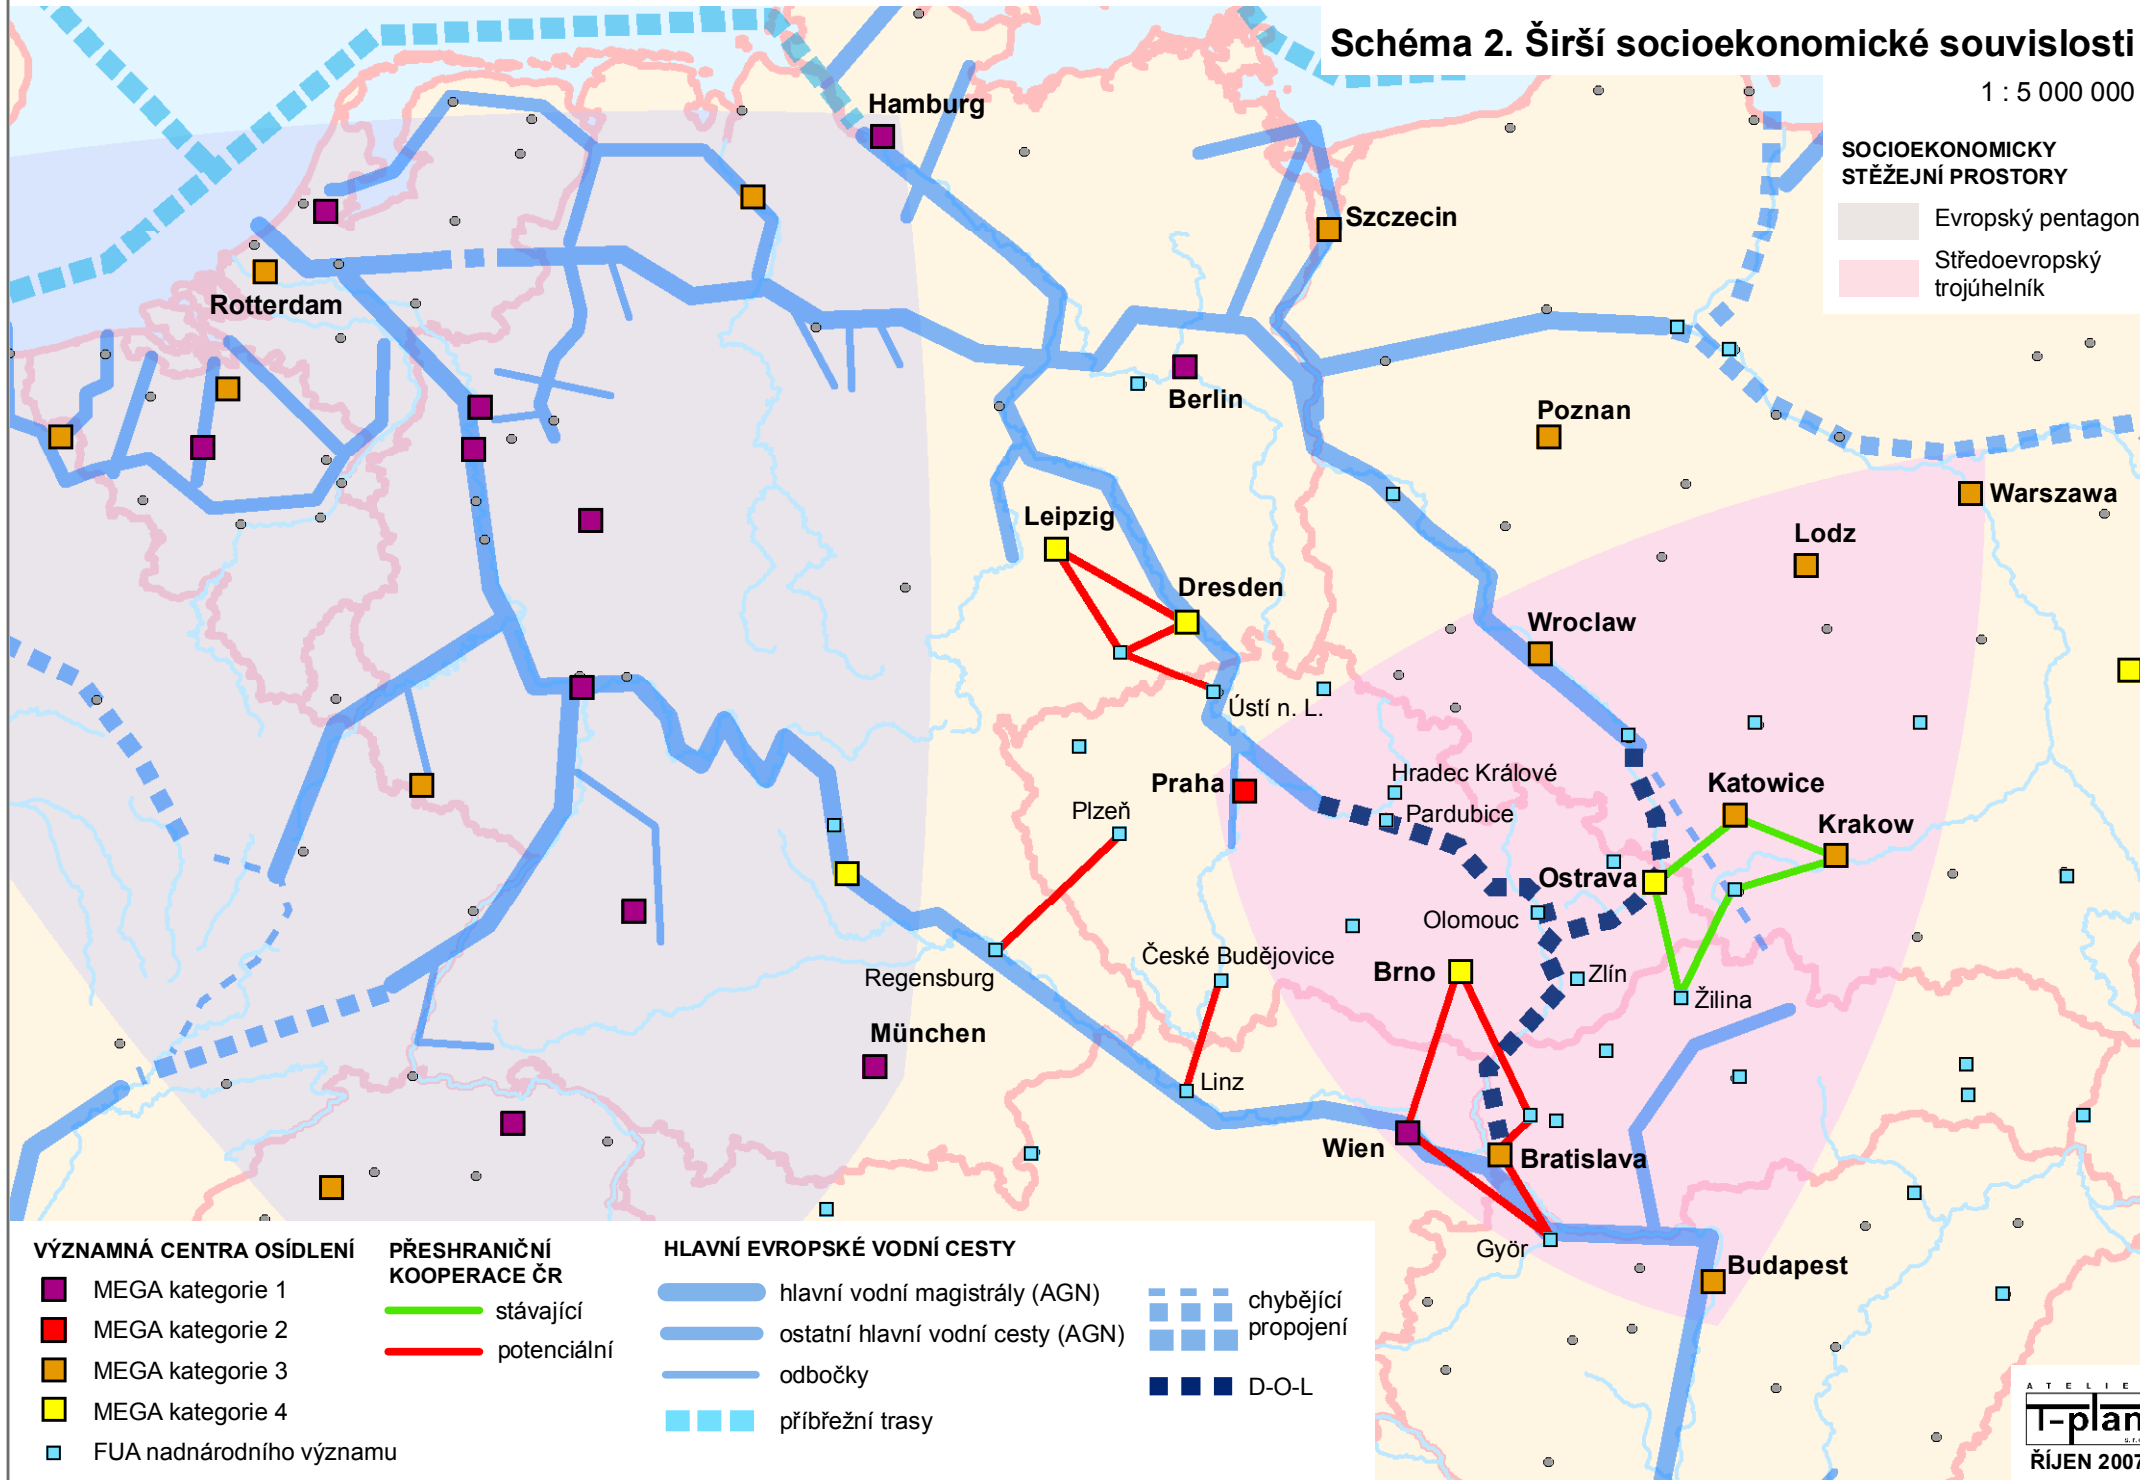 Schéma 2. Širší socioekonomické souvislosti
1 : 5 000 000
SOCIOEKONOMICKY
STĚŽEJNÍ PROSTORY
Evropský pentagon
Středoevropský
trojúhelník
Hamburg
Szczecin
Rotterdam
Berlin
Poznan
Warszawa
Leipzig
Lodz
Dresden
Wroclaw
Ústí n. L.
Praha
Hradec Králové
Katowice
Plzeň
Pardubice
Krakow
Ostrava
Olomouc
České Budějovice
Regensburg
Brno
Zlín
Žilina
München
Linz
Wien
Bratislava
Györ
Budapest
VÝZNAMNÁ CENTRA OSÍDLENÍ
MEGA kategorie 1
MEGA kategorie 2
MEGA kategorie 3
MEGA kategorie 4
FUA nadnárodního významu
PŘESHRANIČNÍ
KOOPERACE ČR
stávající
potenciální
HLAVNÍ EVROPSKÉ VODNÍ CESTY
hlavní vodní magistrály (AGN)
ostatní hlavní vodní cesty (AGN)
odbočky
příbřežní trasy
chybějící
propojení
D-O-L
ATELIE
T-plan
ŘÍJEN 2007